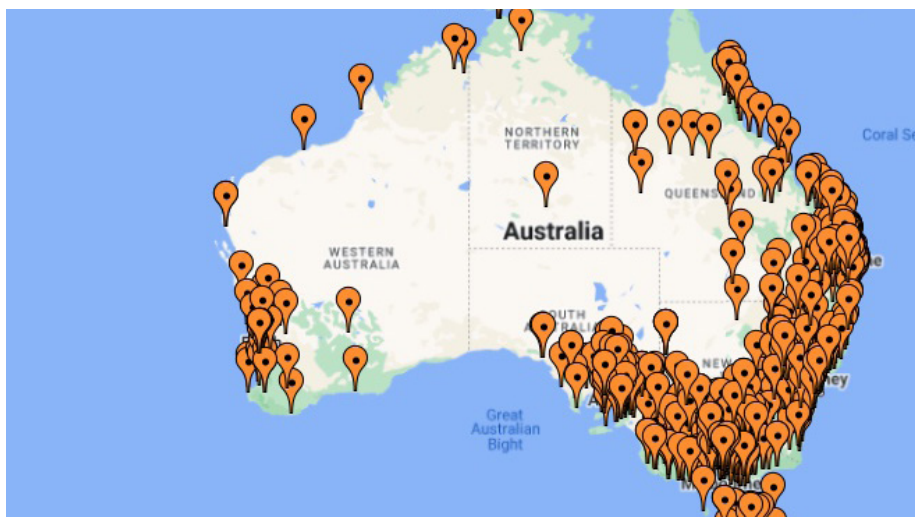 Coral Se
NORTHERN
TERRITORY
QUEENSLAND
Australia
WESTERN
AUSTRALIA
SOUTH
AUSTRALIA
NEW
Great
Australian
Bight